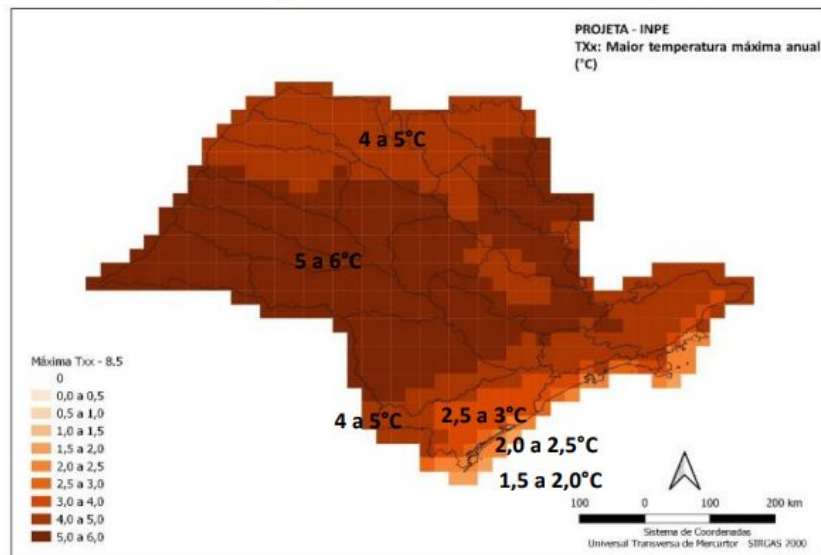 PROJETA - INPE
TXx: Maior temperatura máxima anual
(°C)
4 a 5°C
5 a 6°C
4 a 5°C
2,5 a 3°C
2,0 a 2,5°C
1,5 a 2,0°C
Máxima Txx - 8.5
0
0,0 a 0,5
0,5 a 1,0
1,0 a 1,5
1,5 a 2,0
2,0 a 2,5
2,5 a 3,0
3,0 a 4,0
4,0 a 5,0
5,0 a 6,0
100 0 100 200 km
Sistema de Coordenadas
Universal Transversa de Mercurtor - SIRGAS 2000